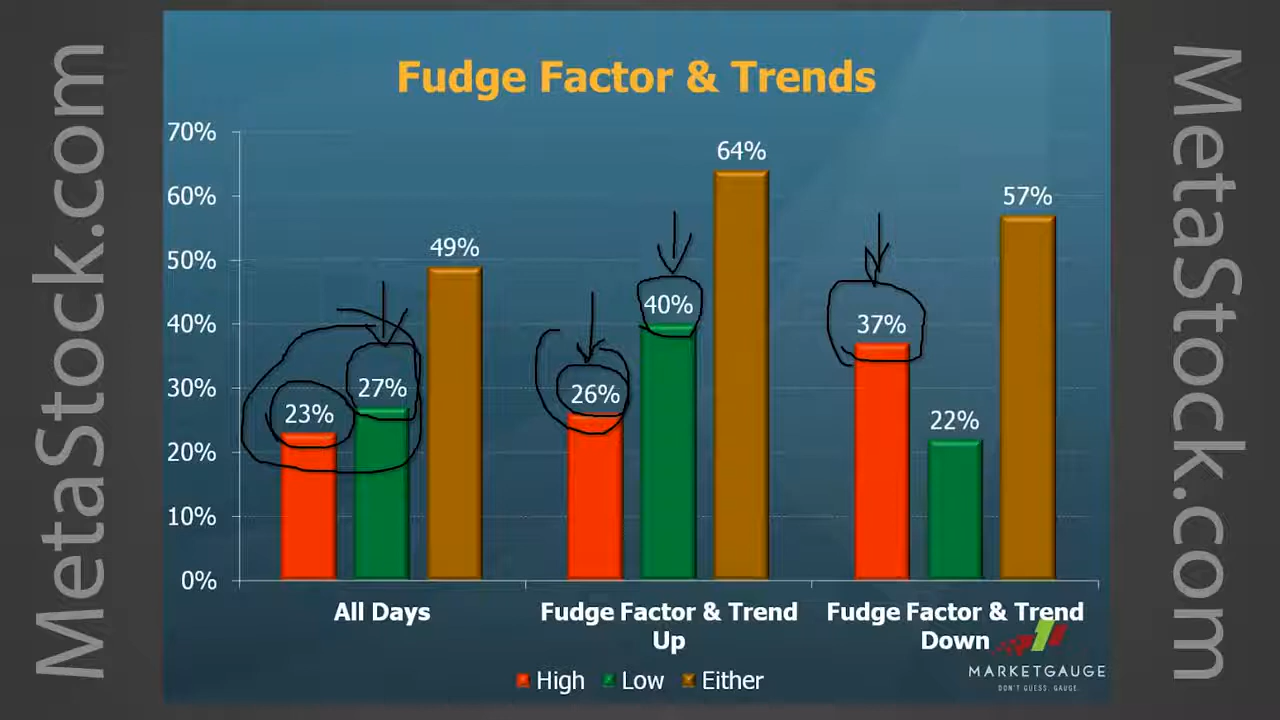 MetaStock.com
Fudge Factor & Trends
70%
60%
50%
40%
30%
20%
10%
0%
23%
27%
49%
26%
40%
64%
37%
22%
57%
All Days
Fudge Factor & Trend
Up
Fudge Factor & Trend
Down
High
Low
Either
MARKETGAUGE
DON'T GUESS. GAUGE.
MetaStock.com